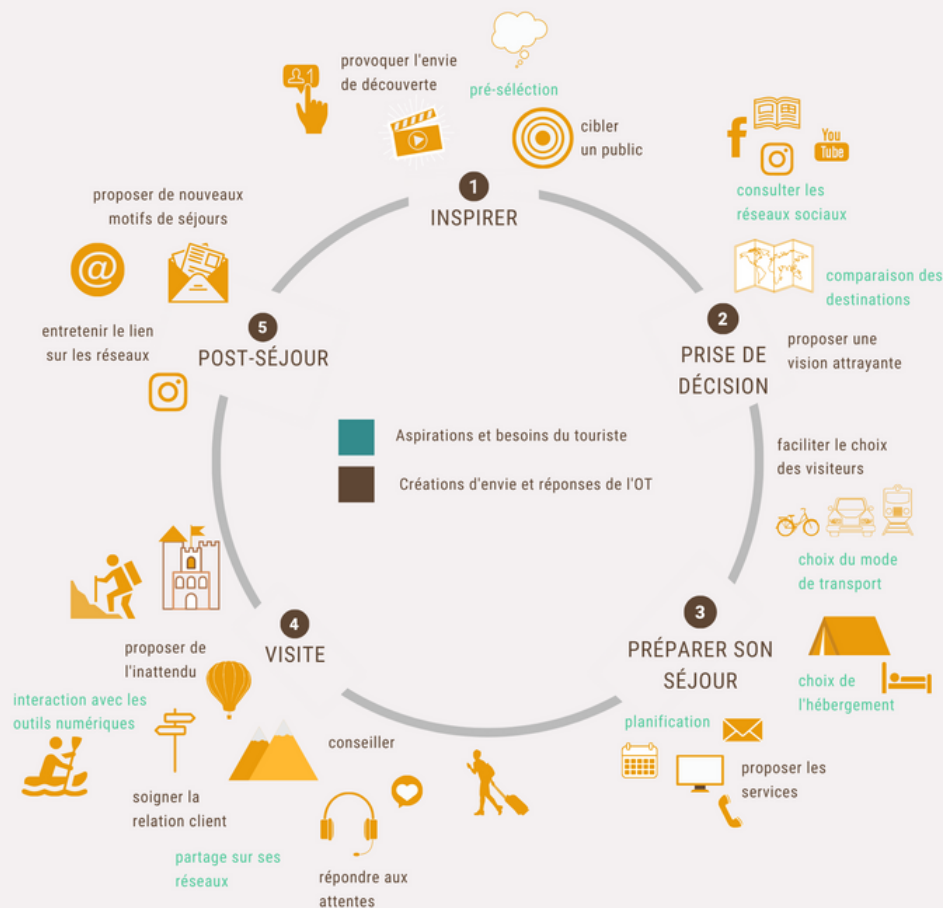 provoquer l'envie
de découverte
pré-séléction
cibler
un public
1
INSPIRER
You
Tube
consulter les
réseaux sociaux
comparaison des
destinations
2
PRISE DE
DÉCISION
proposer une
vision attrayante
faciliter le choix
des visiteurs
choix du mode
de transport
3
PRÉPARER SON
SÉJOUR
choix de
l'hébergement
planification
proposer les
services
4
VISITE
proposer de
l'inattendu
interaction avec les
outils numériques
conseiller
soigner la
relation client
partage sur ses
réseaux
répondre aux
attentes
5
POST-SÉJOUR
proposer de nouveaux
motifs de séjours
@
entretenir le lien
sur les réseaux
Aspirations et besoins du touriste
Créations d'envie et réponses de l'OT
1
f